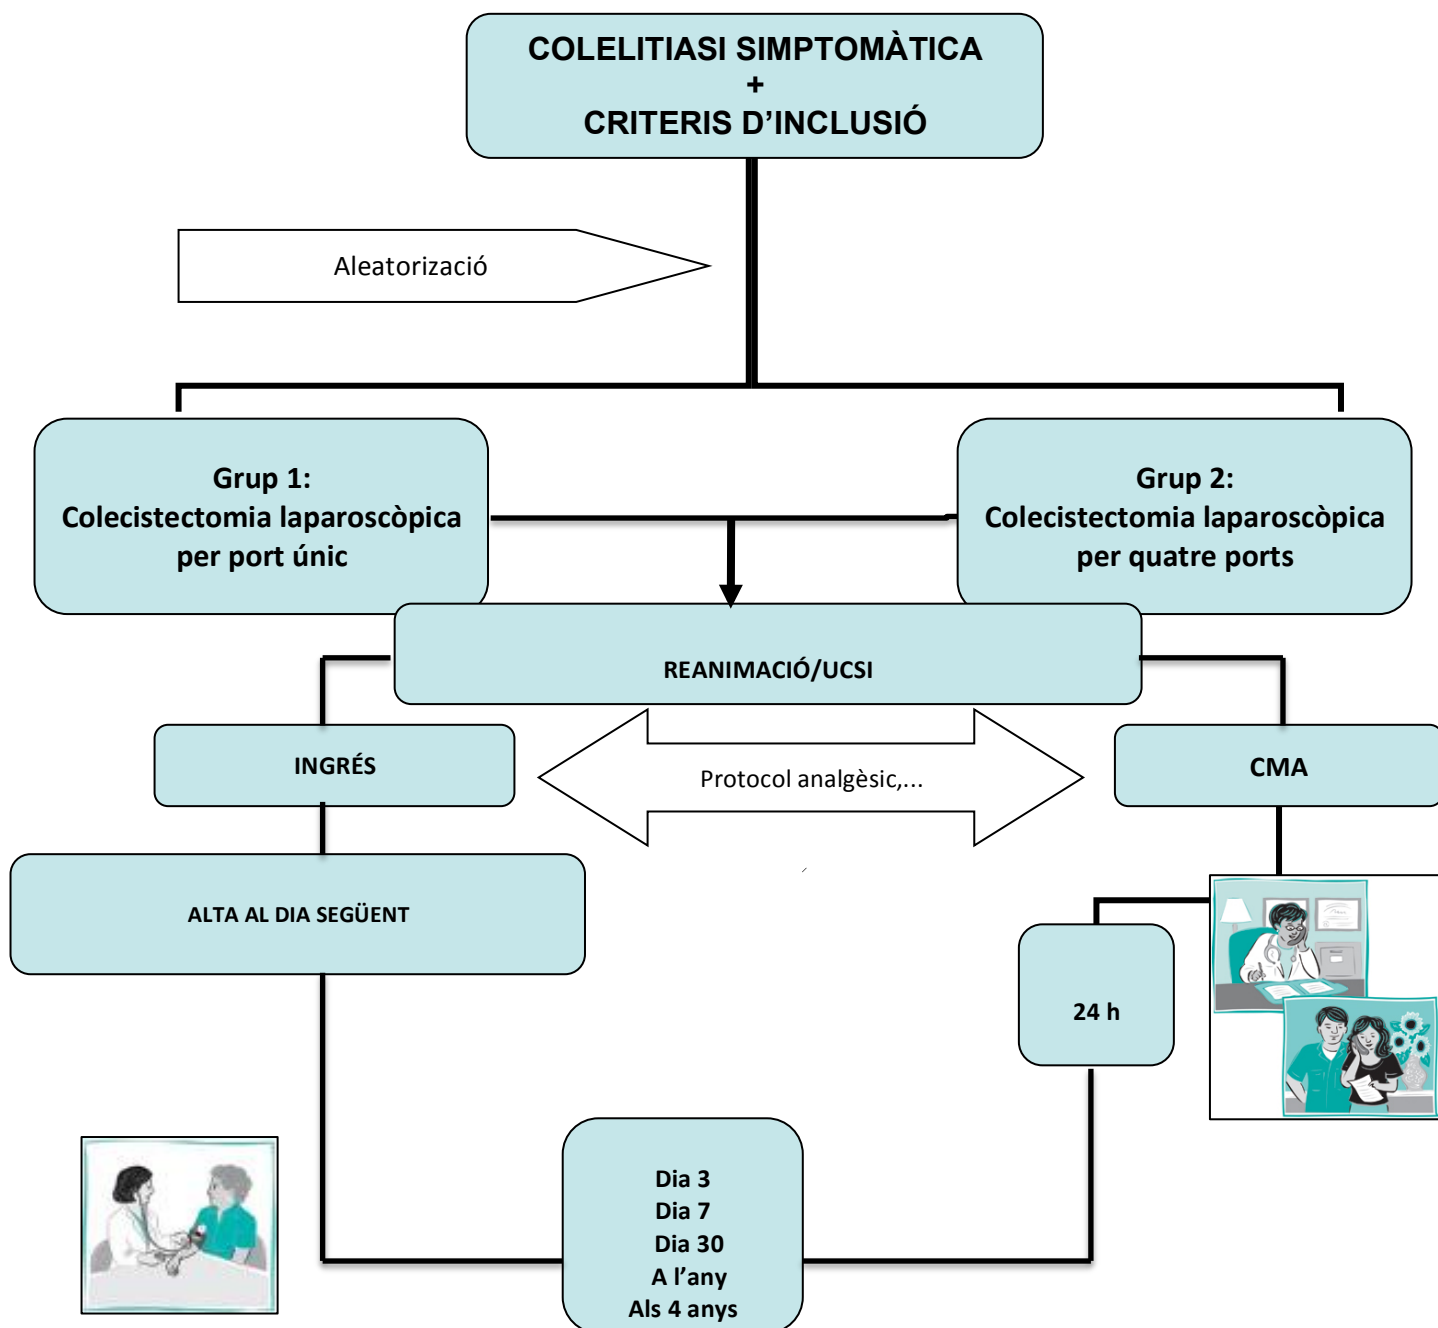 COLELITIASI SIMPTOMÀTICA
+
CRITERIS D’INCLUSIÓ
Aleatorització
Grup 1:
Colecistectomia laparoscòpica
per port únic
Grup 2:
Colecistectomia laparoscòpica
per quatre ports
REANIMACIÓ/UCSI
INGRÉS
Protocol analgèsic,...
CMA
ALTA AL DIA SEGÜENT
24 h
Dia 3
Dia 7
Dia 30
A l’any
Als 4 anys